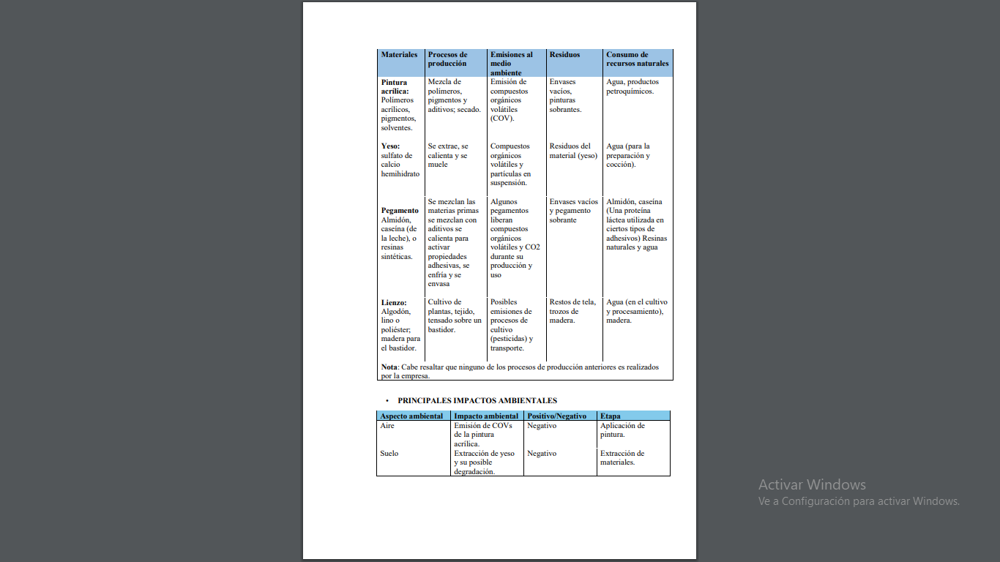 Materiales
Procesos de
producción
Emisiones al
medio
ambiente
Residuos
Consumo de
recursos naturales
Pintura
acrílica:
Polímeros
acrílicos,
pigmentos,
solventes.
Mezcla de
polímeros,
pigmentos y
aditivos; secado.
Emisión de
compuestos
orgánicos
volátiles
(COV).
Envases
vacíos,
pinturas
sobrantes.
Agua, productos
petroquímicos.
Yeso:
sulfato de
calcio
hemihidrato
Se extrae, se
calienta y se
muele
Compuestos
orgánicos
volátiles y
partículas en
suspensión.
Residuos del
material (yeso)
Agua (para la
preparación y
cocción).
Pegamento
Almidón,
caseína (de
la leche), o
resinas
sintéticas.
Se mezclan las
materias primas
se mezclan con
aditivos se
calienta para
activar
propiedades
adhesivas, se
enfría y se
envasa
Algunos
pegamentos
liberan
compuestos
orgánicos
volátiles y CO2
durante su
producción y
uso
Envases vacíos
y pegamento
sobrante
Almidón, caseína
(Una proteína
láctea utilizada en
ciertos tipos de
adhesivos) Resinas
naturales y agua
Lienzo:
Algodón,
lino o
poliéster;
madera para
el bastidor.
Cultivo de
plantas, tejido,
tensado sobre un
bastidor.
Posibles
emisiones de
procesos de
cultivo
(pesticidas) y
transporte.
Restos de tela,
trozos de
madera.
Agua (en el cultivo
y procesamiento),
madera.
Nota: Cabe resaltar que ninguno de los procesos de producción anteriores es realizados
por la empresa.
• PRINCIPALES IMPACTOS AMBIENTALES
Aspecto ambiental
Impacto ambiental
Positivo/Negativo
Etapa
Aire
Emisión de COVs
de la pintura
acrílica.
Negativo
Aplicación de
pintura.
Suelo
Extracción de yeso
y su posible
degradación.
Negativo
Extracción de
materiales.
Activar Windows
Ve a Configuración para activar Windows.